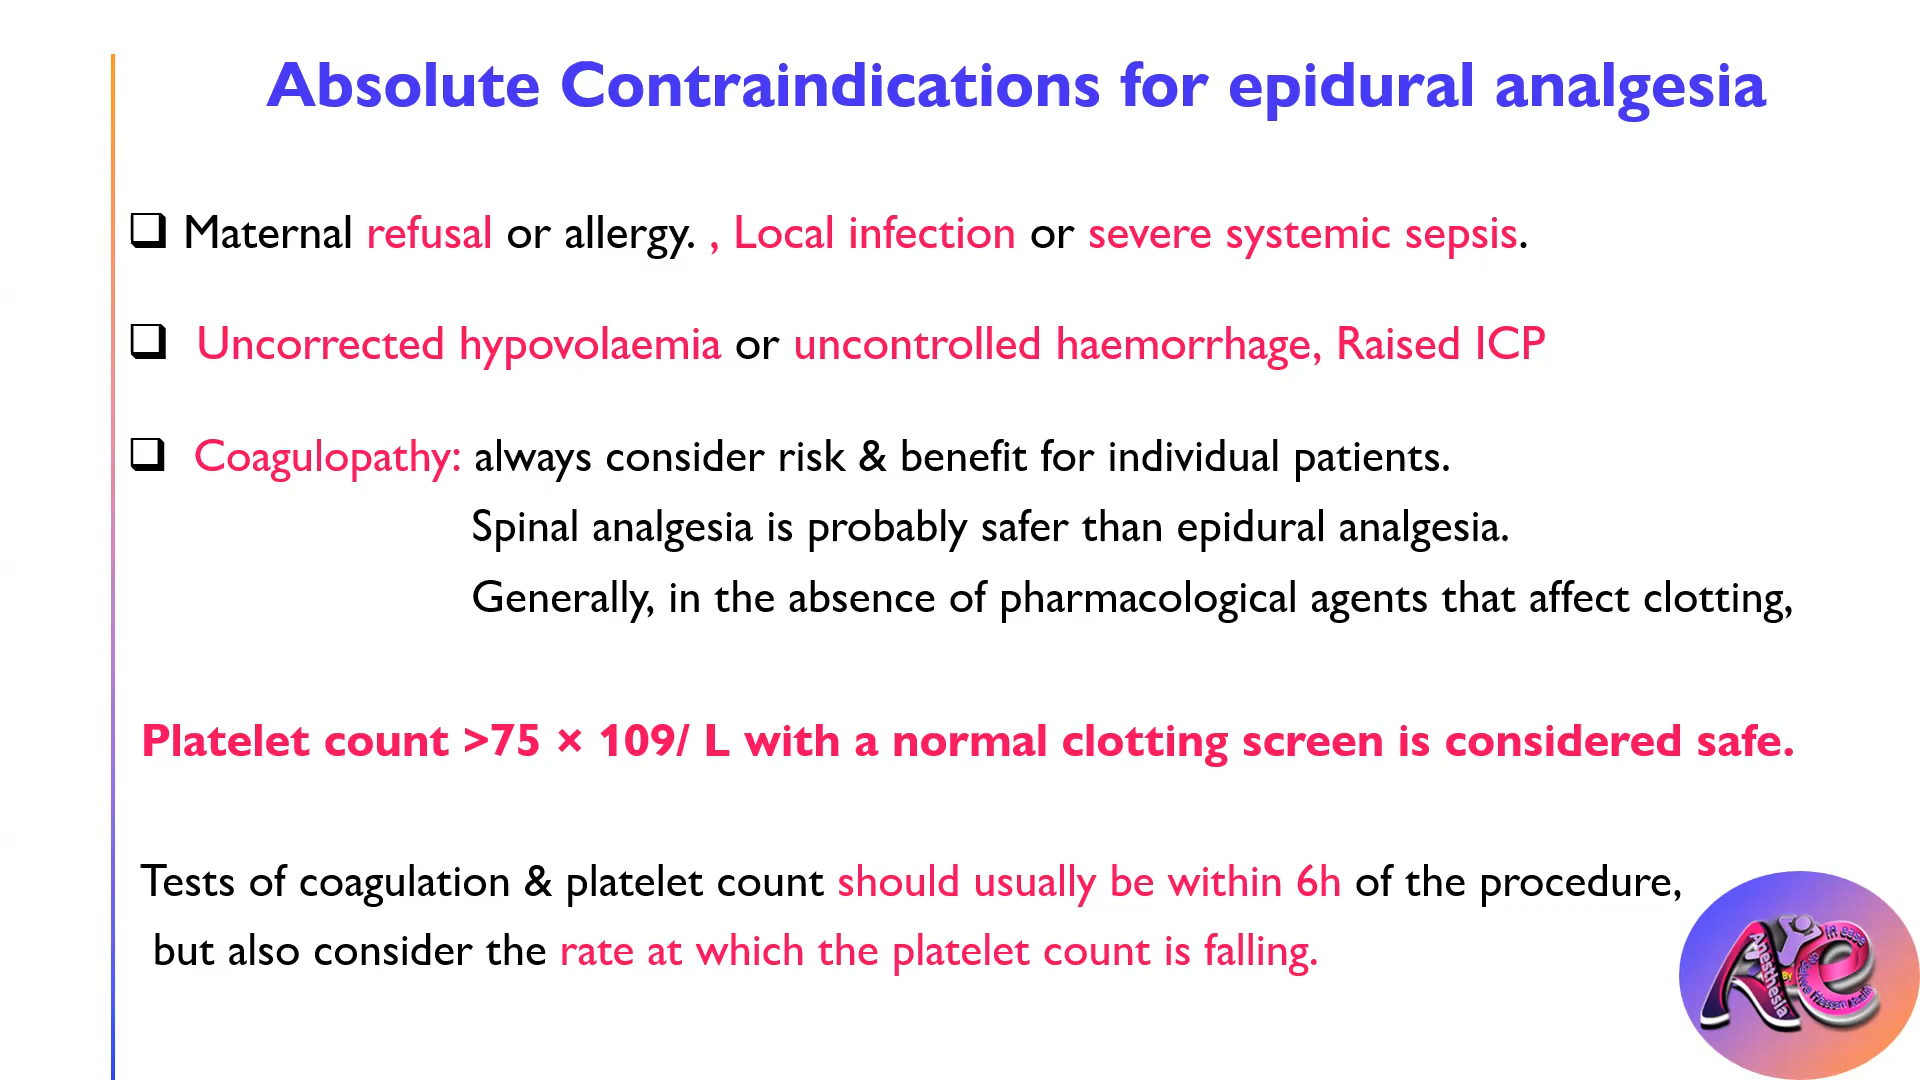 Absolute Contraindications for epidural analgesia
Maternal refusal or allergy. , Local infection or severe systemic sepsis.
Uncorrected hypovolaemia or uncontrolled haemorrhage, Raised ICP
Coagulopathy: always consider risk & benefit for individual patients.
Spinal analgesia is probably safer than epidural analgesia.
Generally, in the absence of pharmacological agents that affect clotting,
Platelet count >75 × 109/ L with a normal clotting screen is considered safe.
Tests of coagulation & platelet count should usually be within 6h of the procedure,
but also consider the rate at which the platelet count is falling.
Anesthesia
in ease
By